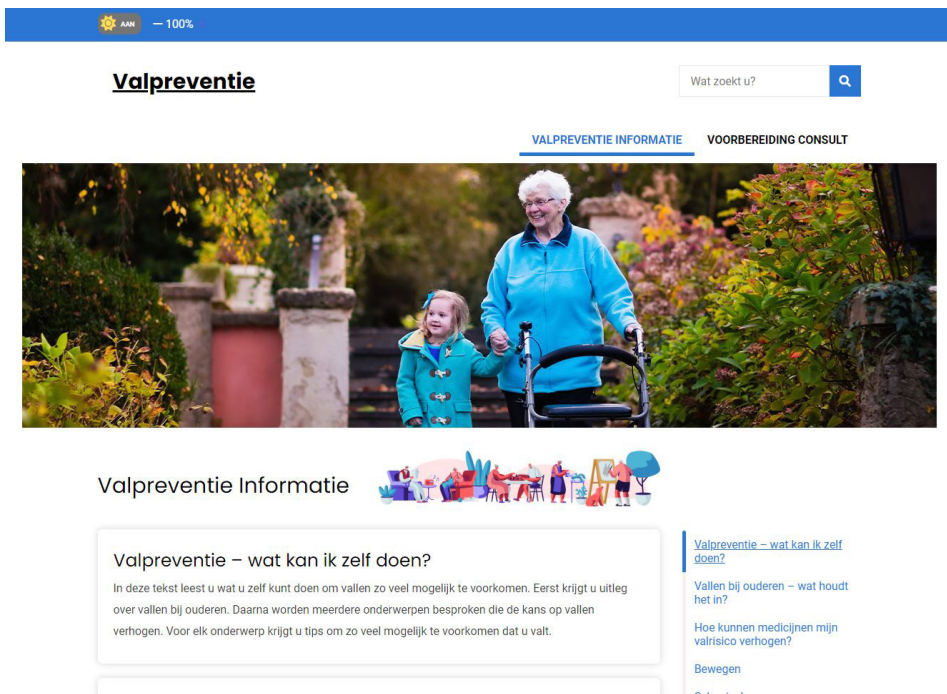 AAN
— 100%
Valpreventie
Wat zoekt u?
VALPREVENTIE INFORMATIE
VOORBEREIDING CONSULT
Valpreventie Informatie
Valpreventie – wat kan ik zelf doen?
In deze tekst leest u wat u zelf kunt doen om vallen zo veel mogelijk te voorkomen. Eerst krijgt u uitleg
over vallen bij ouderen. Daarna worden meerdere onderwerpen besproken die de kans op vallen
verhogen. Voor elk onderwerp krijgt u tips om zo veel mogelijk te voorkomen dat u valt.
Valpreventie – wat kan ik zelf
doen?
Vallen bij ouderen – wat houdt
het in?
Hoe kunnen medicijnen mijn
valrisico verhogen?
Bewegen